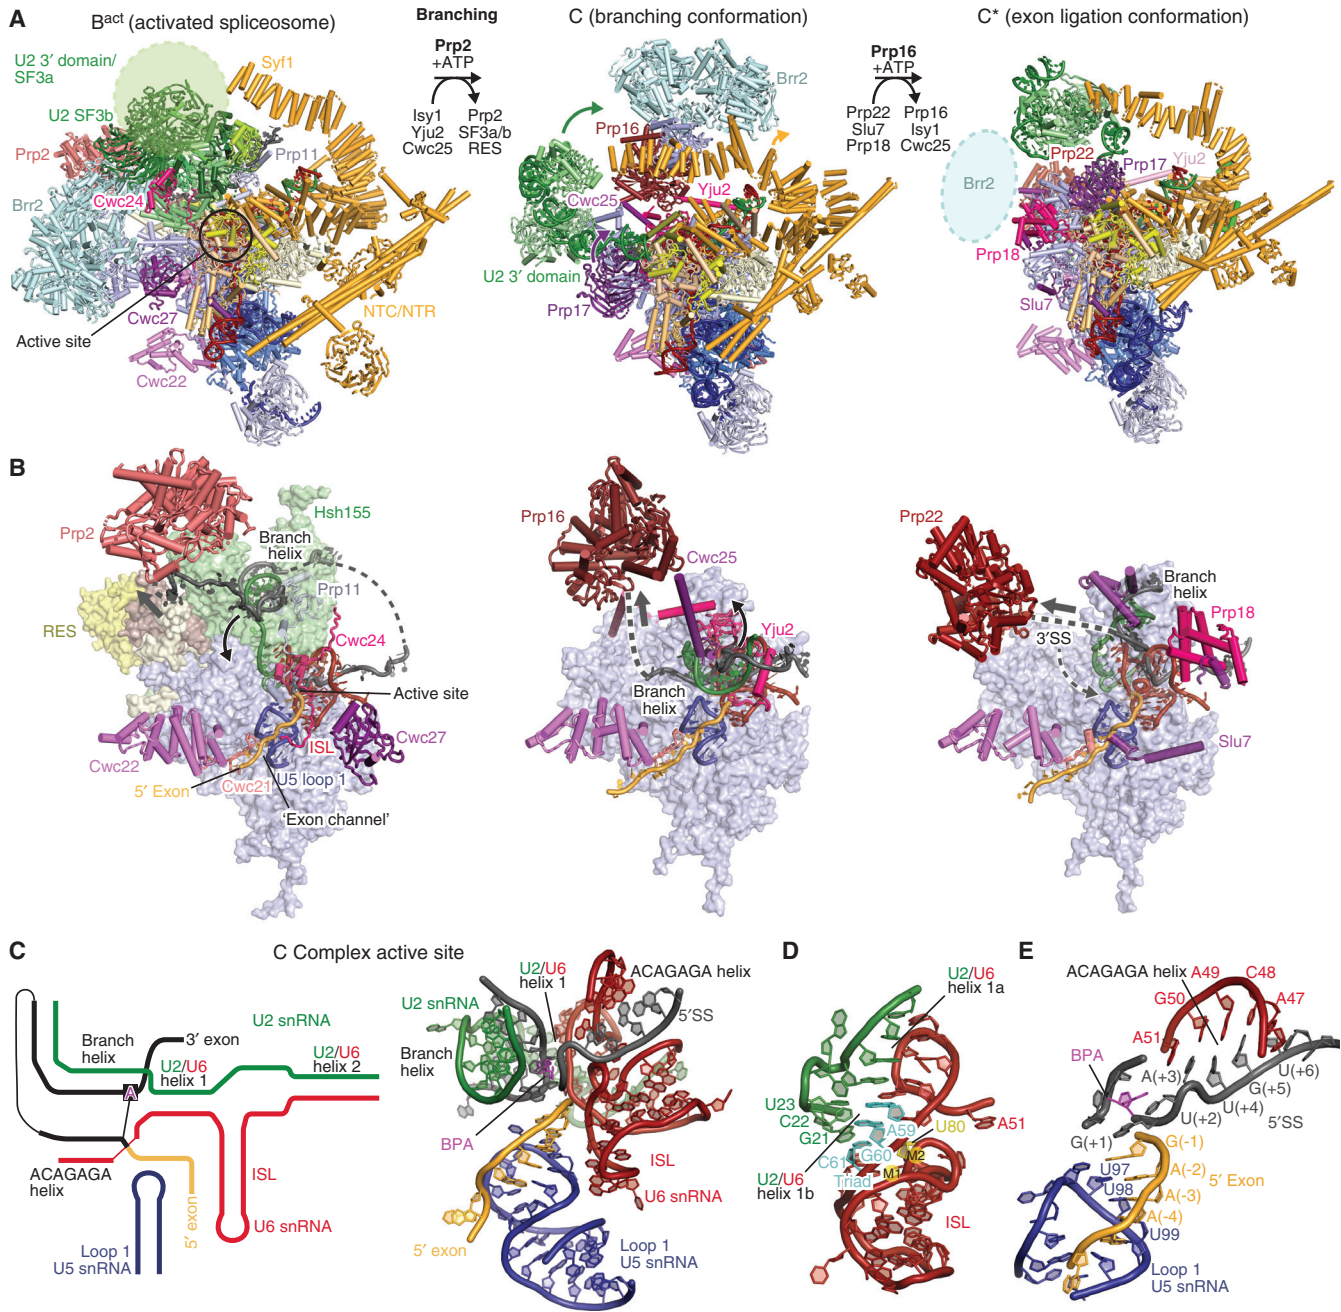 A
Bact (activated spliceosome)
Branching
C (branching conformation)
C* (exon ligation conformation)
Prp2
+ATP
Isy1
Yju2
Cwc25
Prp2
SF3a/b
RES
Prp16
+ATP
Prp22
Slu7
Prp18
Prp16
Isy1
Cwc25
U2 3′ domain/
SF3a
Syf1
U2 SF3b
Prp2
Prp11
Cwc24
Brr2
Cwc27
NTC/NTR
Active site
Cwc22
Brr2
Prp16
Cwc25
Yju2
U2 3′ domain
Prp17
Prp22
Prp17
Yju2
Brr2
Prp18
Slu7
B
Prp2
Hsh155
Branch
helix
Prp11
RES
Cwc24
Active site
Cwc27
Cwc22
ISL
Cwc21
U5 loop 1
5′ Exon
'Exon channel'
Prp16
Cwc25
Yju2
Branch
helix
Prp22
Branch
helix
Prp18
3′SS
Slu7
C
C Complex active site
U2 snRNA
Branch
helix
3′ exon
U2/U6
helix 1
U2/U6
helix 2
A
ACAGAGA
helix
ISL
5′ exon
U6 snRNA
Loop 1
U5 snRNA
U2/U6
helix 1
ACAGAGA helix
U2 snRNA
5′SS
Branch
helix
BPA
ISL
U6 snRNA
5′ exon
Loop 1
U5 snRNA
D
U2/U6
helix 1a
U23
C22
G21
A59
U80
A51
G60
C61
M2
M1
Triad
U2/U6
helix 1b
ISL
E
ACAGAGA helix
A49
C48
G50
A47
A51
BPA
A(+3)
U(+6)
G(+5)
U(+4)
U(+2)
5′SS
G(+1)
G(-1)
U97
A(-2)
5′ Exon
U98
A(-3)
A(-4)
U99
Loop 1
U5 snRNA